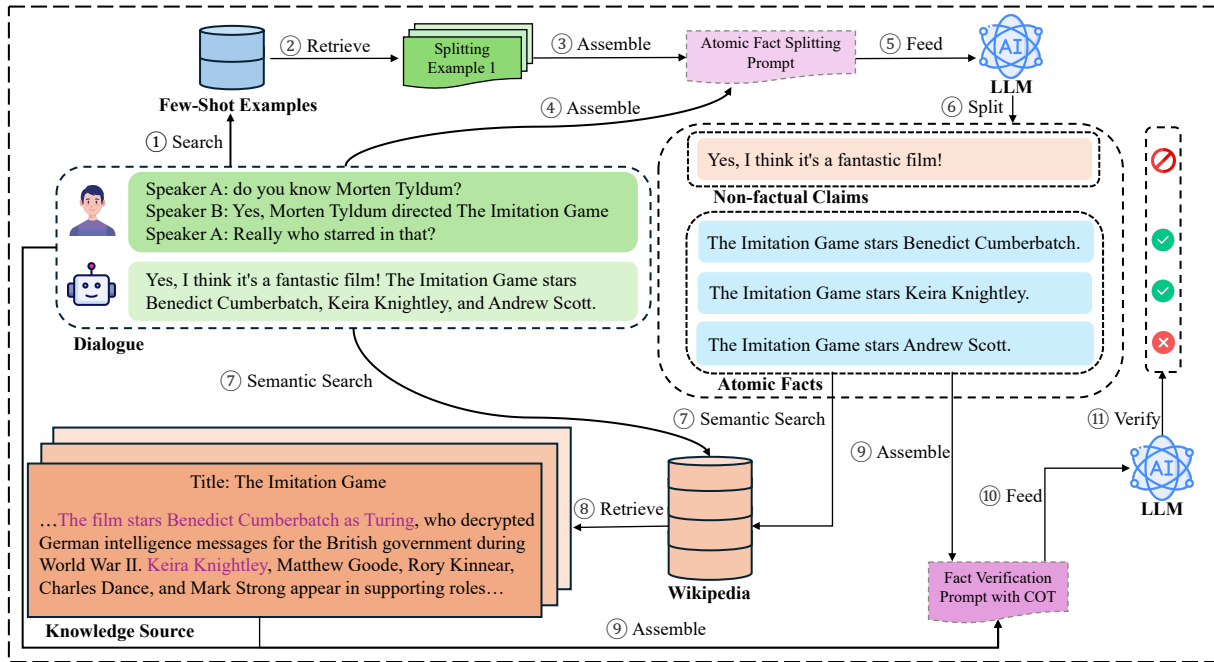 ② Retrieve
Splitting
Example 1
③ Assemble
Atomic Fact Splitting
Prompt
⑤ Feed
AI
LLM
Few-Shot Examples
④ Assemble
⑥ Split
① Search
Speaker A: do you know Morten Tyldum?
Speaker B: Yes, Morten Tyldum directed The Imitation Game
Speaker A: Really who starred in that?
Yes, I think it's a fantastic film! The Imitation Game stars
Benedict Cumberbatch, Keira Knightley, and Andrew Scott.
Dialogue
Yes, I think it's a fantastic film!
Non-factual Claims
The Imitation Game stars Benedict Cumberbatch.
The Imitation Game stars Keira Knightley.
The Imitation Game stars Andrew Scott.
Atomic Facts
⑦ Semantic Search
⑦ Semantic Search
⑪ Verify
⑨ Assemble
AI
LLM
⑩ Feed
Title: The Imitation Game
…The film stars Benedict Cumberbatch as Turing, who decrypted
German intelligence messages for the British government during
World War II. Keira Knightley, Matthew Goode, Rory Kinnear,
Charles Dance, and Mark Strong appear in supporting roles…
Knowledge Source
⑧ Retrieve
Wikipedia
Fact Verification
Prompt with COT
⑨ Assemble